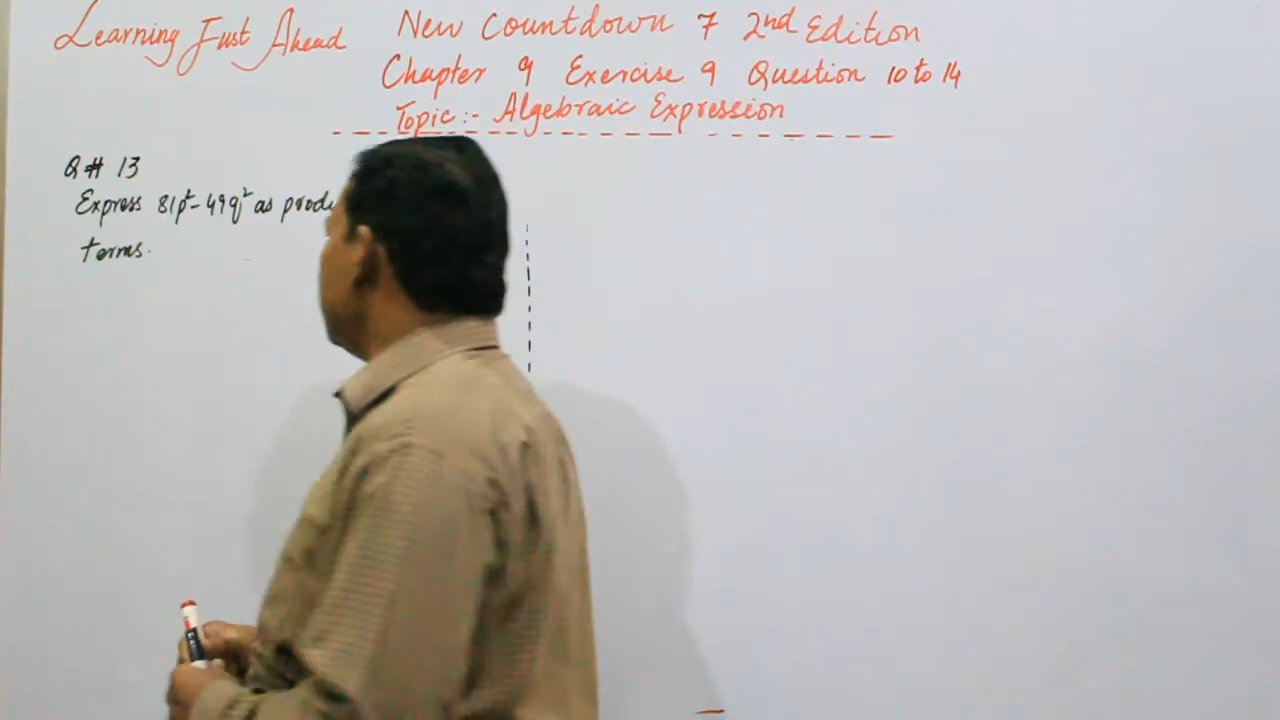 Learning Just Ahead
New Countdown 7 2nd Edition
Chapter 9 Exercise 9 Question 10 to 14
Topic:- Algebraic Expression
Q# 13
Express 81p²-49q² as
terms.